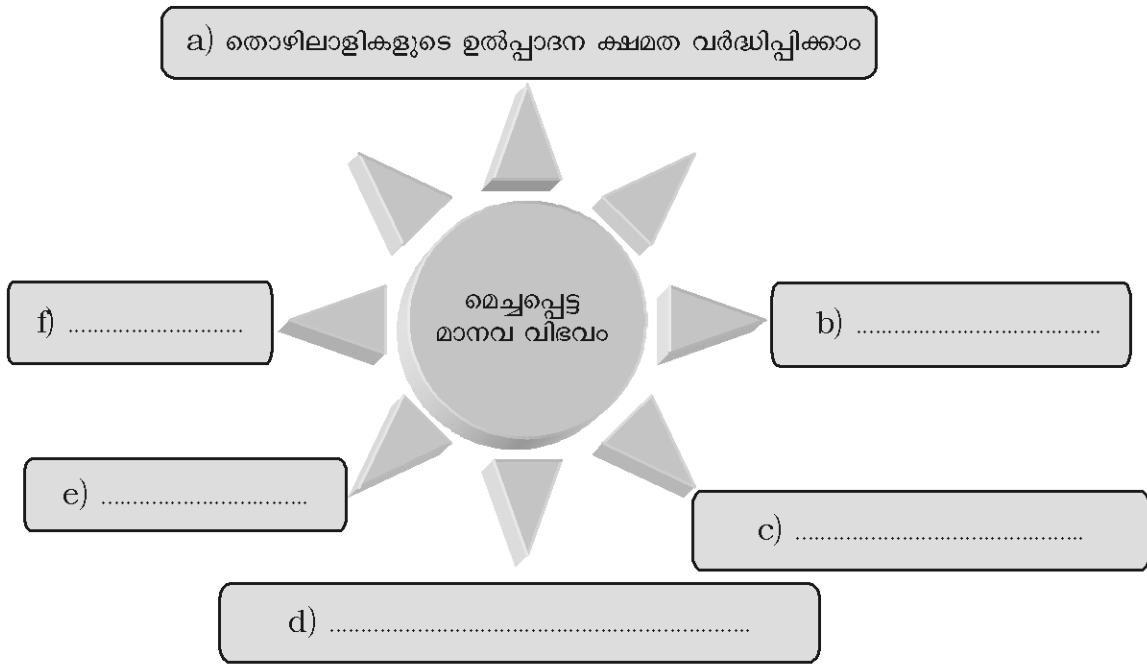 a) തൊഴിലാളികളുടെ ഉൽപ്പാദന ക്ഷമത വർദ്ധിപ്പിക്കാം
മെച്ചപ്പെട്ട
മാനവ വിഭവം
f) ............................
b) .......................................
e) .................................
c) ..............................................
d) ...................................................................